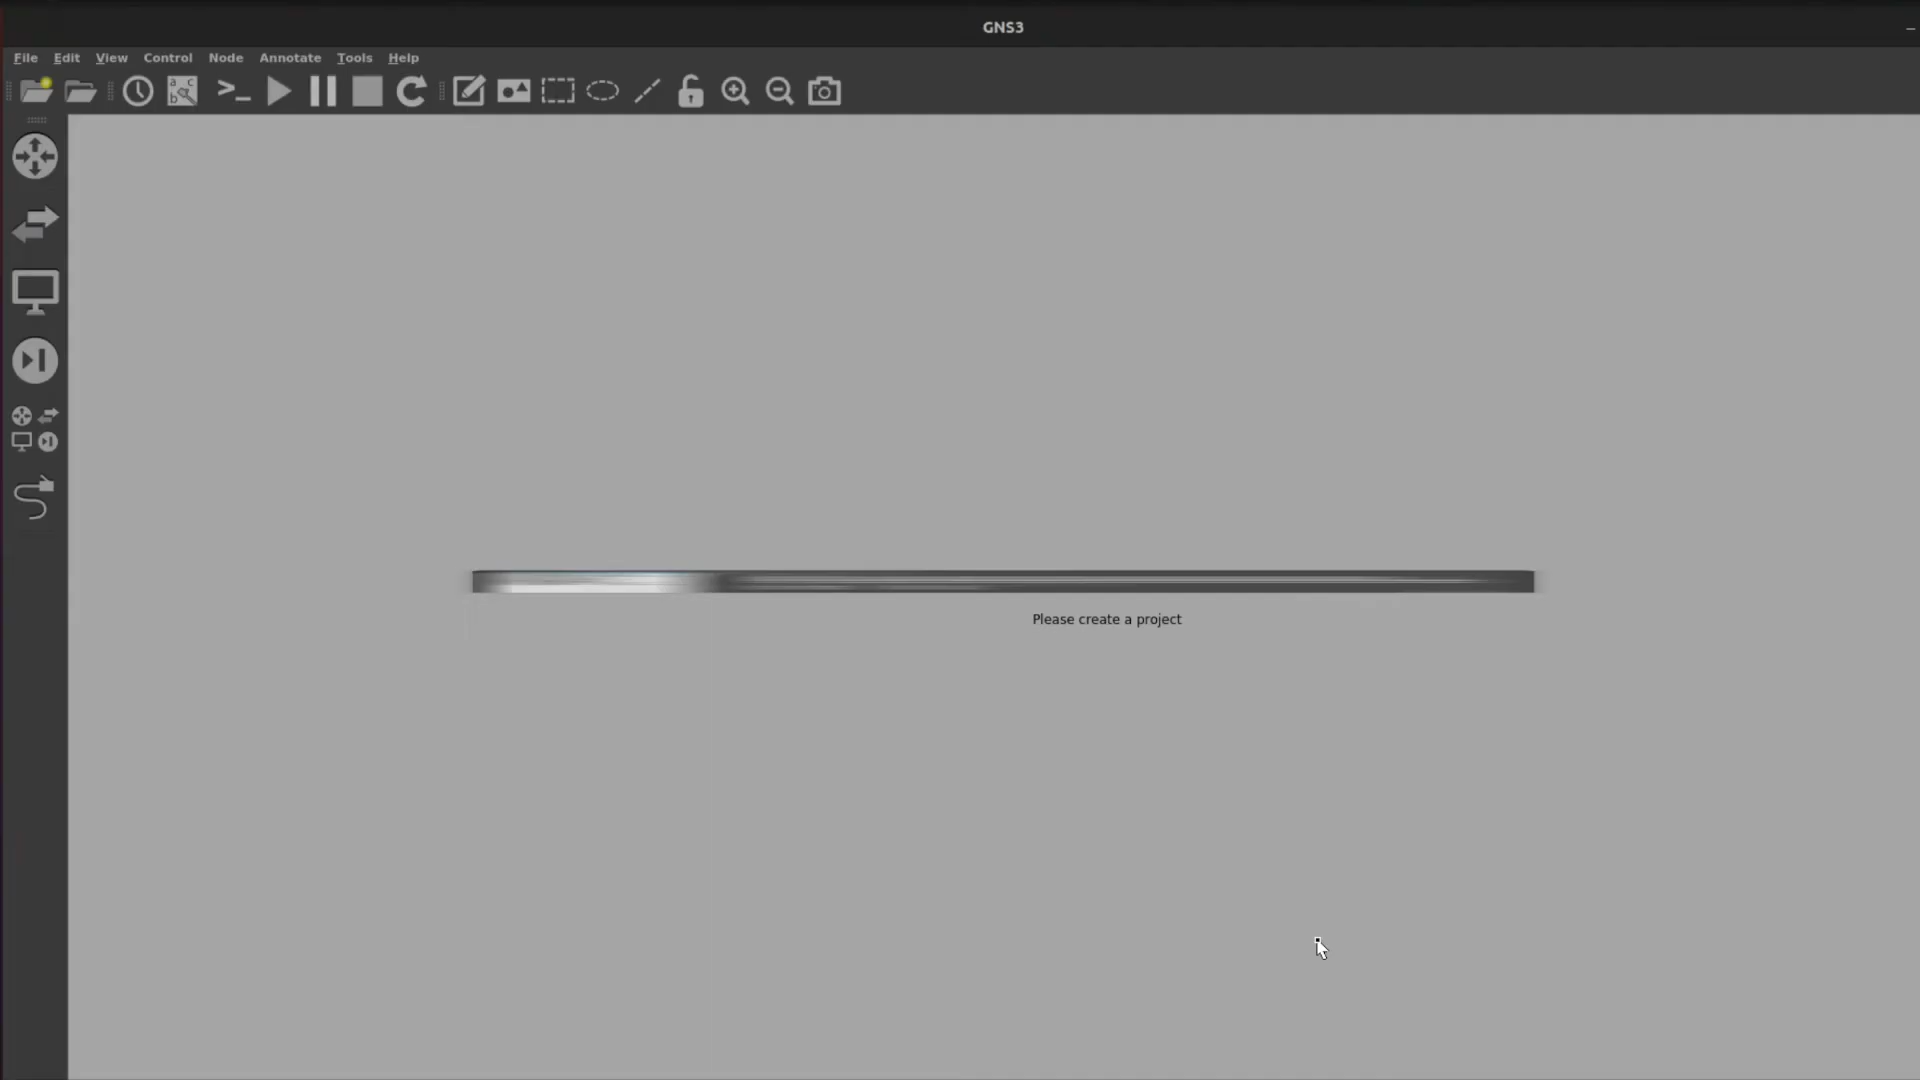 GNS3
File Edit View Control Node Annotate Tools Help
a c
b
>_
Please create a project